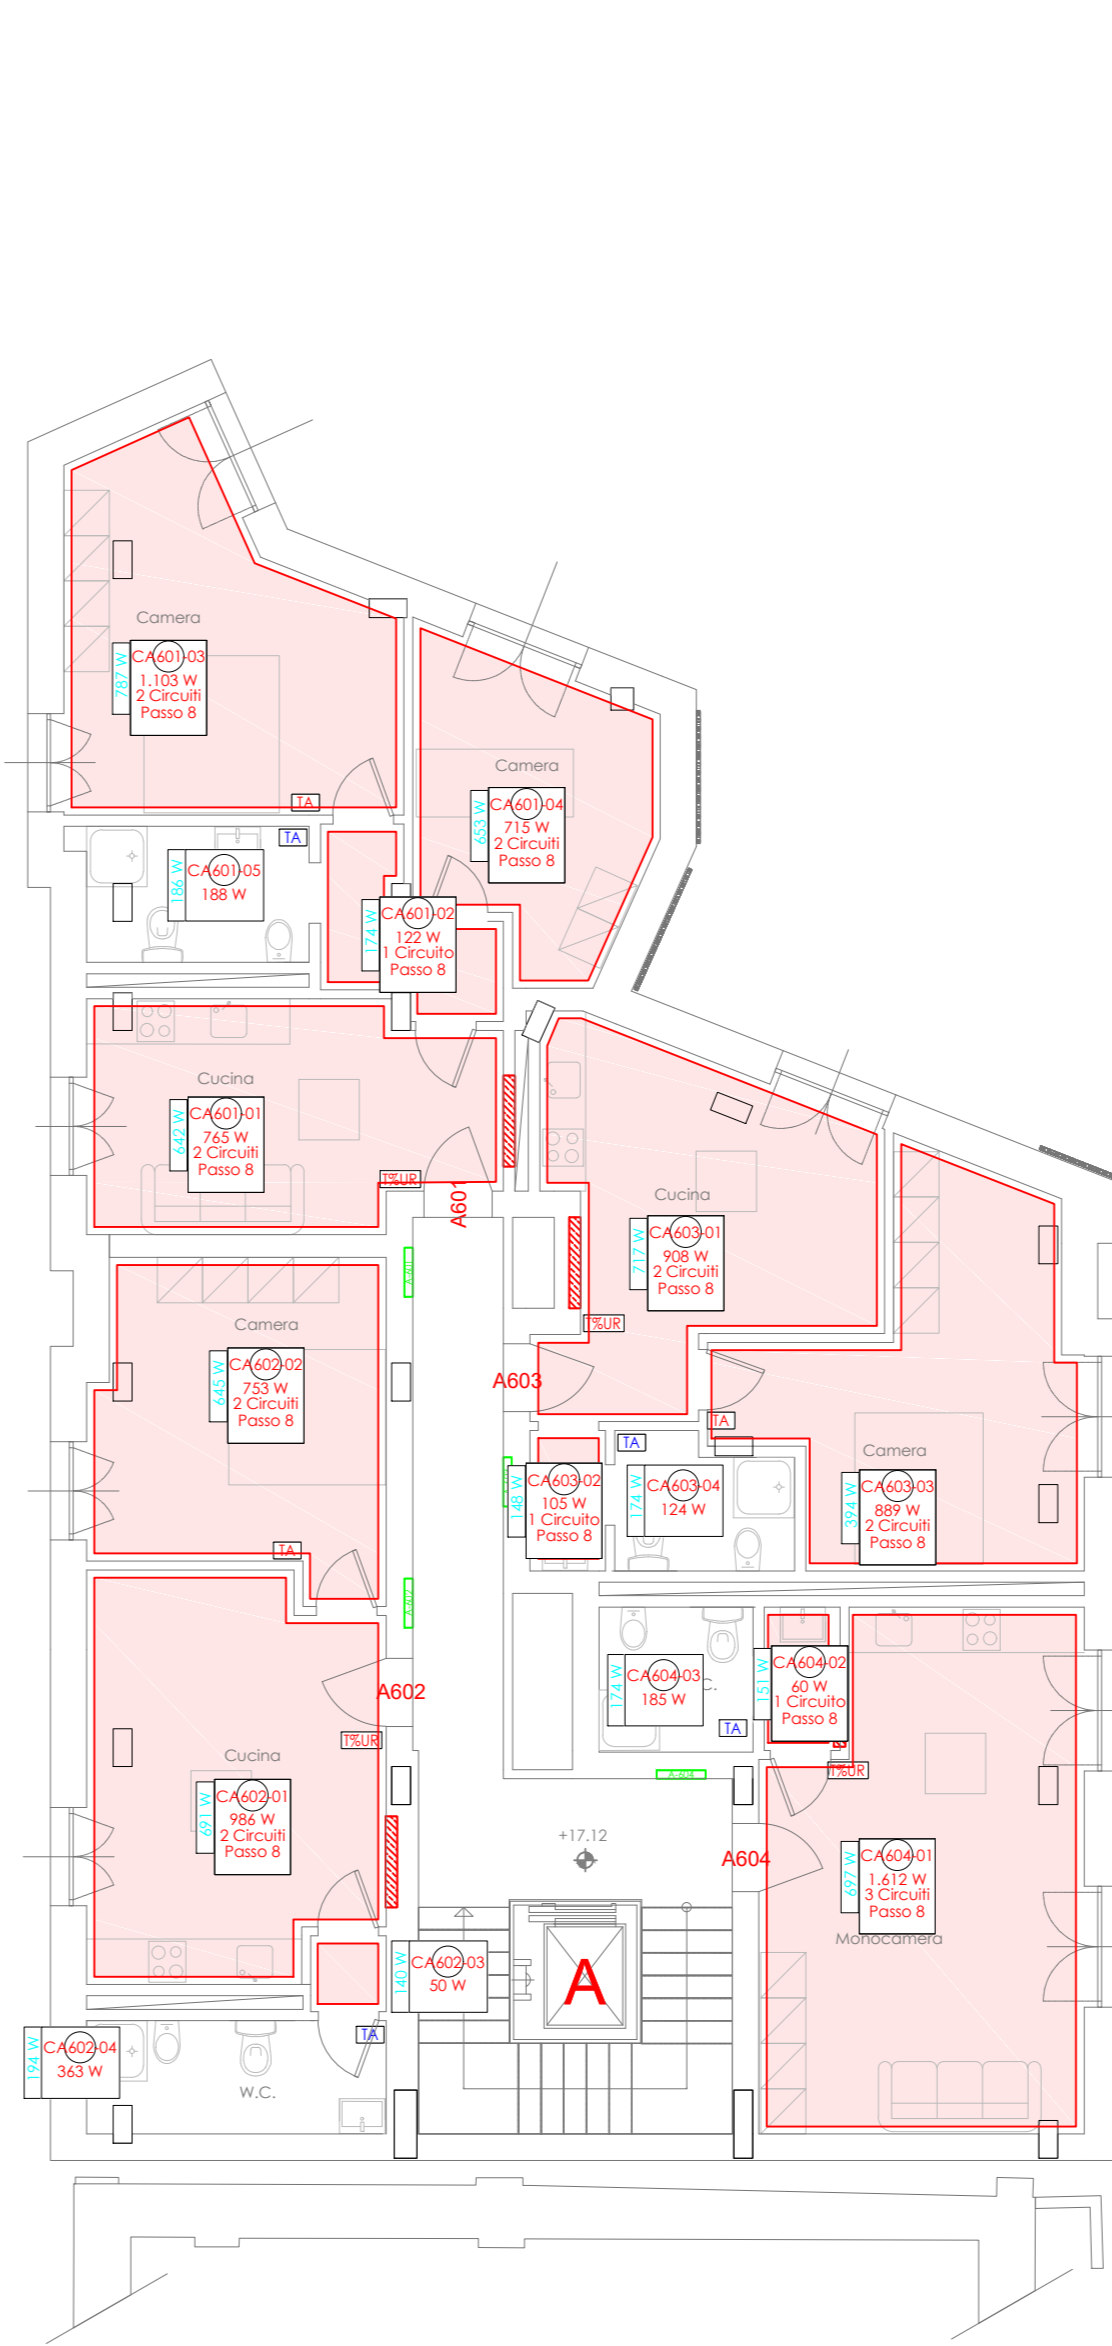 Camera
787 W
CA601-03
1.103 W
2 Circuiti
Passo 8
TA
Camera
653 W
CA601-04
715 W
2 Circuiti
Passo 8
TA
186 W
CA601-05
188 W
174 W
CA601-02
122 W
1 Circuito
Passo 8
Cucina
642 W
CA601-01
765 W
2 Circuiti
Passo 8
T%UR
A601
A-601
Cucina
717 W
CA603-01
908 W
2 Circuiti
Passo 8
T%UR
A603
Camera
645 W
CA602-02
753 W
2 Circuiti
Passo 8
TA
A-602
TA
TA
148 W
CA603-02
105 W
1 Circuito
Passo 8
174 W
CA603-04
124 W
Camera
394 W
CA603-03
889 W
2 Circuiti
Passo 8
A602
T%UR
Cucina
691 W
CA602-01
986 W
2 Circuiti
Passo 8
174 W
CA604-03
185 W
C.
TA
151 W
CA604-02
60 W
1 Circuito
Passo 8
T%UR
A-604
+17.12
A604
697 W
CA604-01
1.612 W
3 Circuiti
Passo 8
Monocamera
140 W
CA602-03
50 W
A
TA
194 W
CA602-04
363 W
W.C.